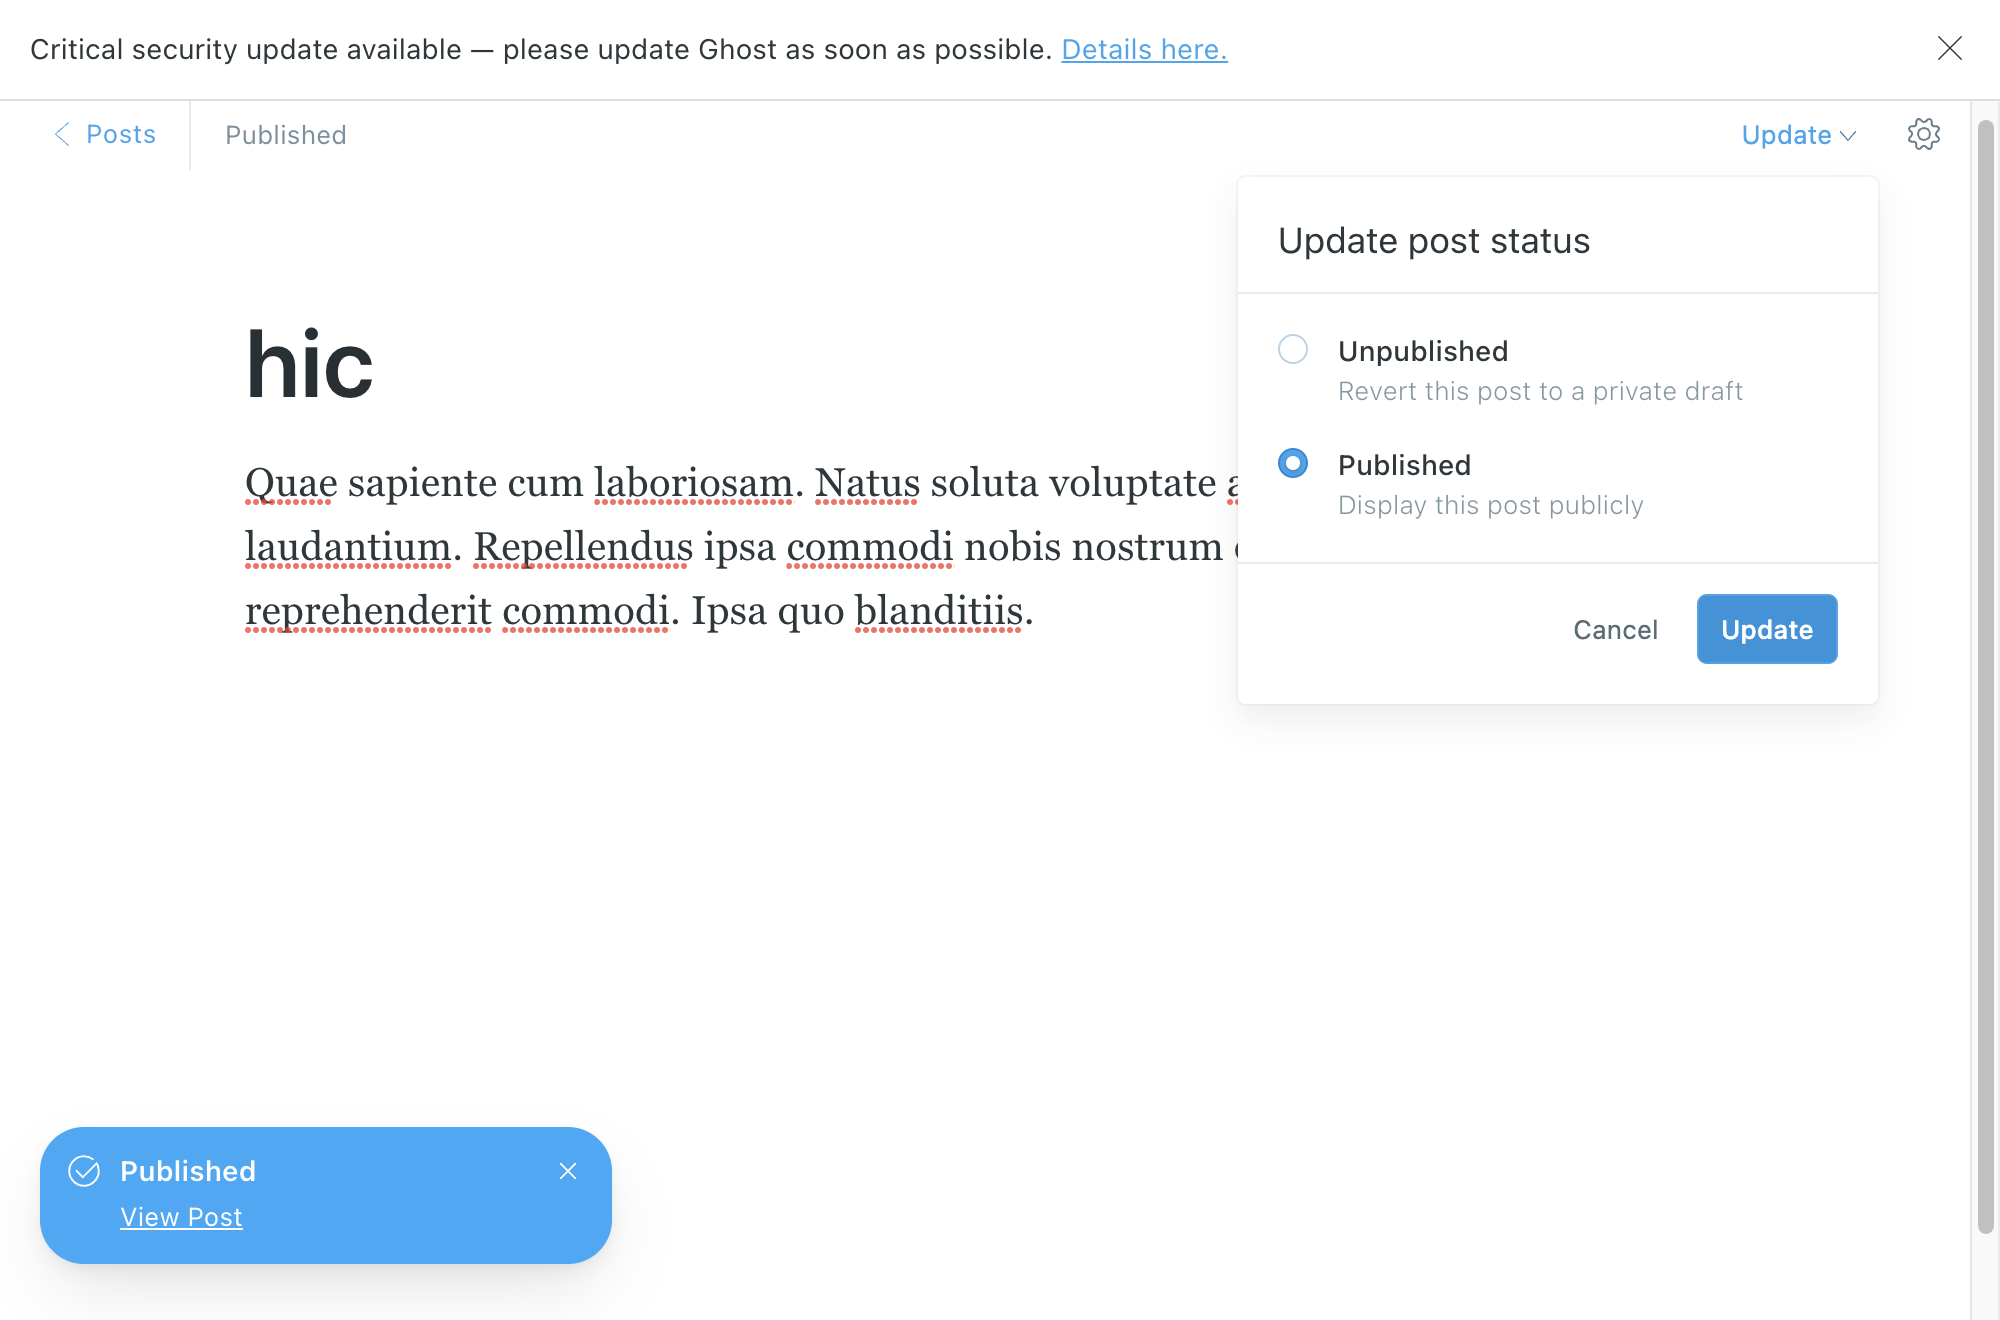 Critical security update available — please update Ghost as soon as possible. Details here.
Posts
Published
Update
Update post status
Unpublished
Revert this post to a private draft
Published
Display this post publicly
Cancel
Update
hic
Quae sapiente cum laboriosam. Natus soluta voluptate
laudantium. Repellendus ipsa commodi nobis nostrum
reprehenderit commodi. Ipsa quo blanditiis.
Published
View Post